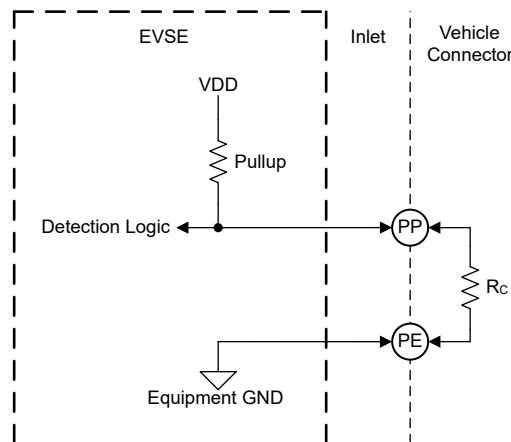 EVSE
Inlet
Vehicle
Connector
VDD
Pullup
Detection Logic
PP
RC
PE
Equipment GND